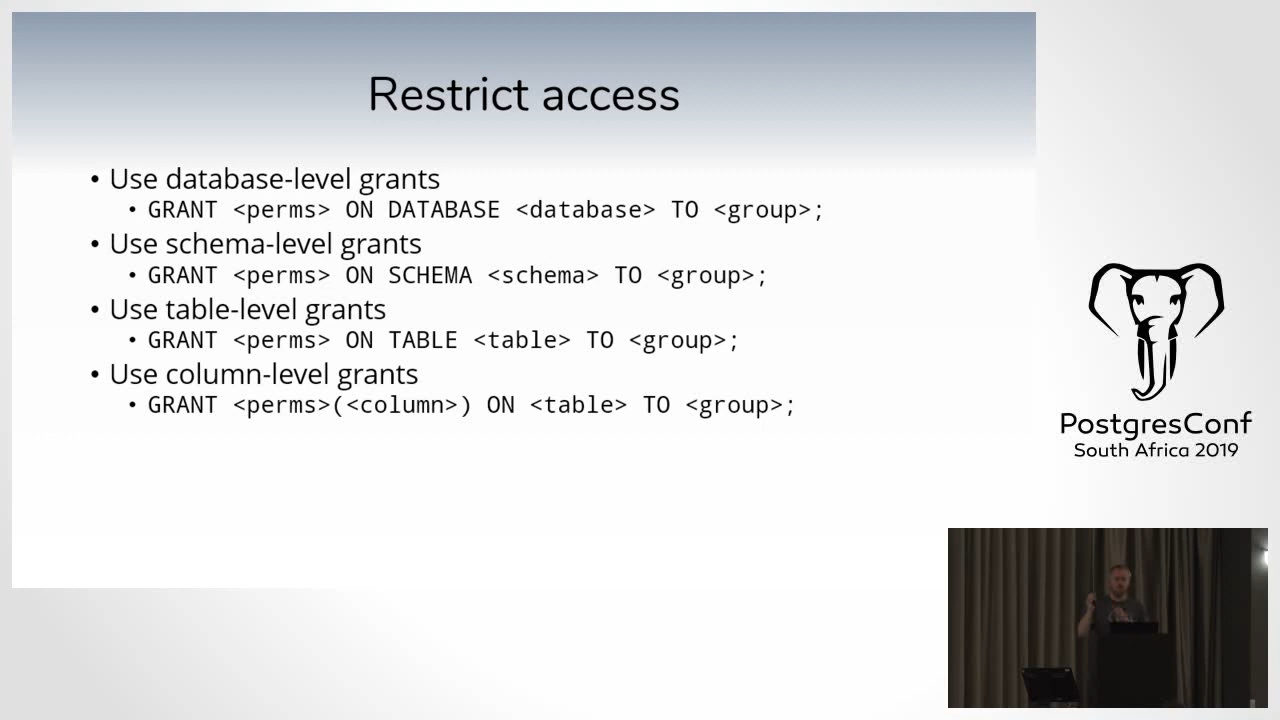 Restrict access
• Use database-level grants
• GRANT <perms> ON DATABASE <database> TO <group>;
• Use schema-level grants
• GRANT <perms> ON SCHEMA <schema> TO <group>;
• Use table-level grants
• GRANT <perms> ON TABLE <table> TO <group>;
• Use column-level grants
• GRANT <perms>(<column>) ON <table> TO <group>;
PostgresConf
South Africa 2019